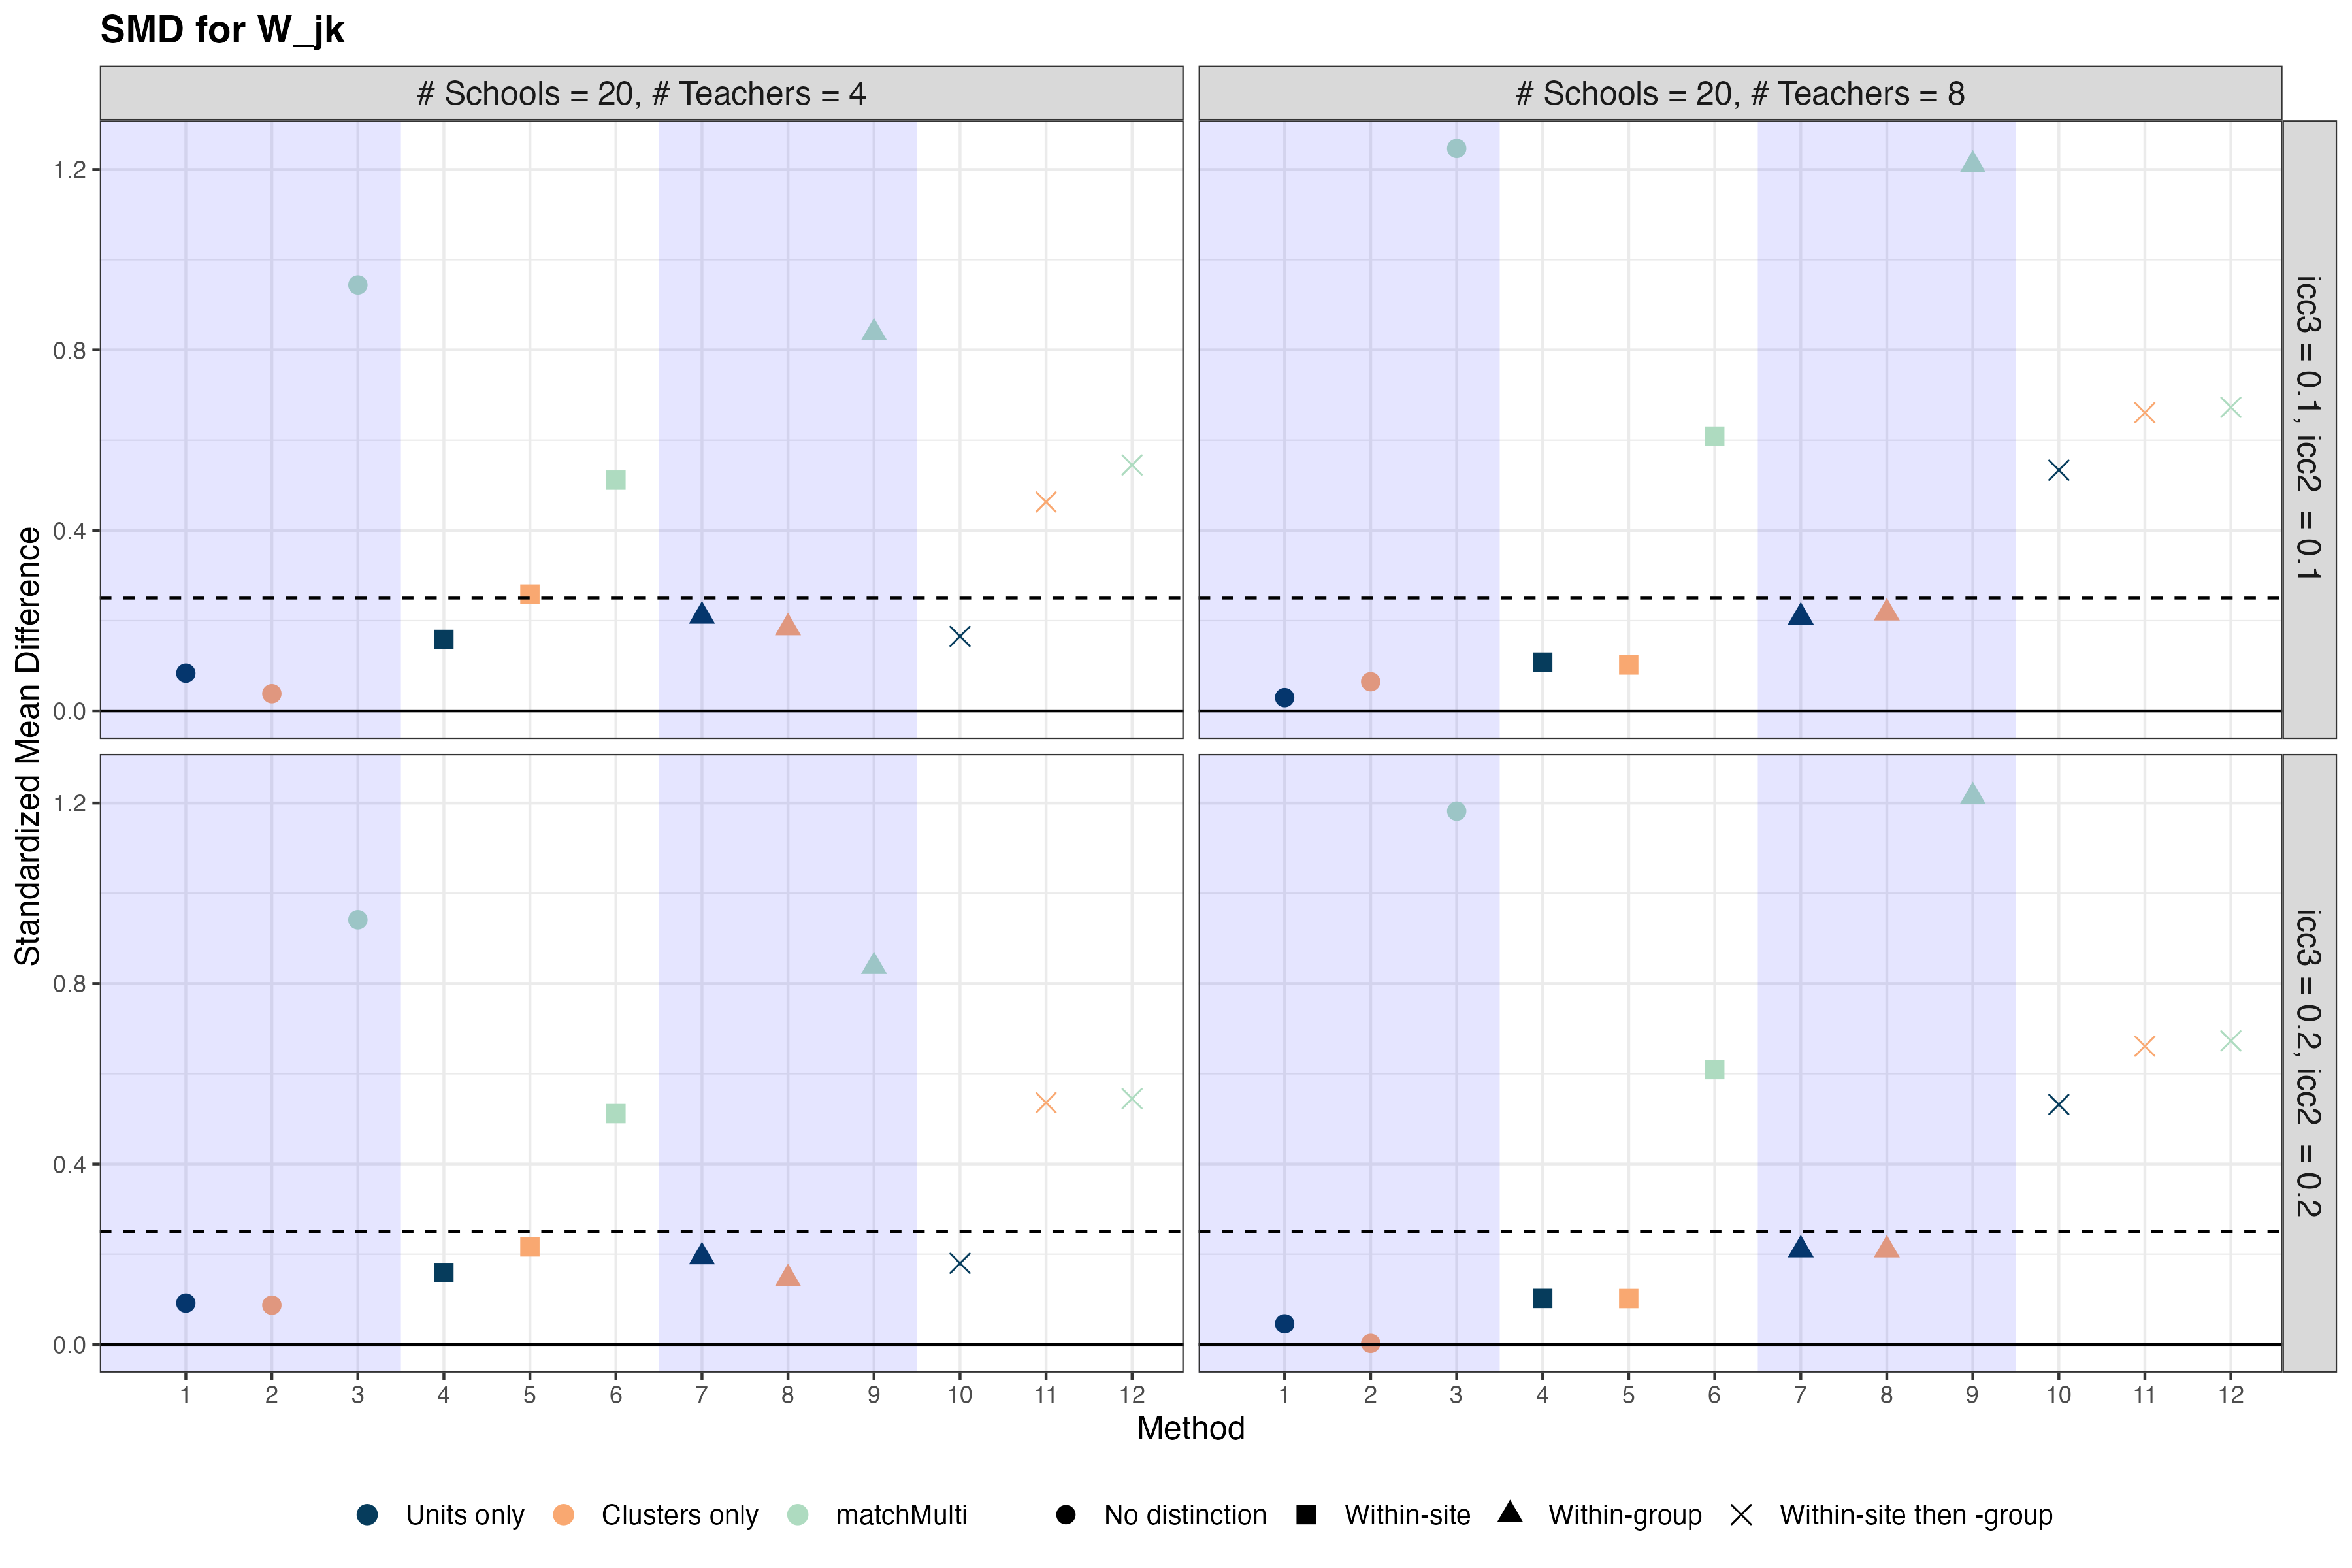 SMD for W_jk
# Schools = 20, # Teachers = 4
# Schools = 20, # Teachers = 8
1.2
0.8
0.4
0.0
icc3 = 0.1, icc2 = 0.1
1.2
0.8
0.4
0.0
icc3 = 0.2, icc2 = 0.2
Standardized Mean Difference
1 2 3 4 5 6 7 8 9 10 11 12
1 2 3 4 5 6 7 8 9 10 11 12
Method
Units only Clusters only matchMulti No distinction Within-site Within-group Within-site then -group